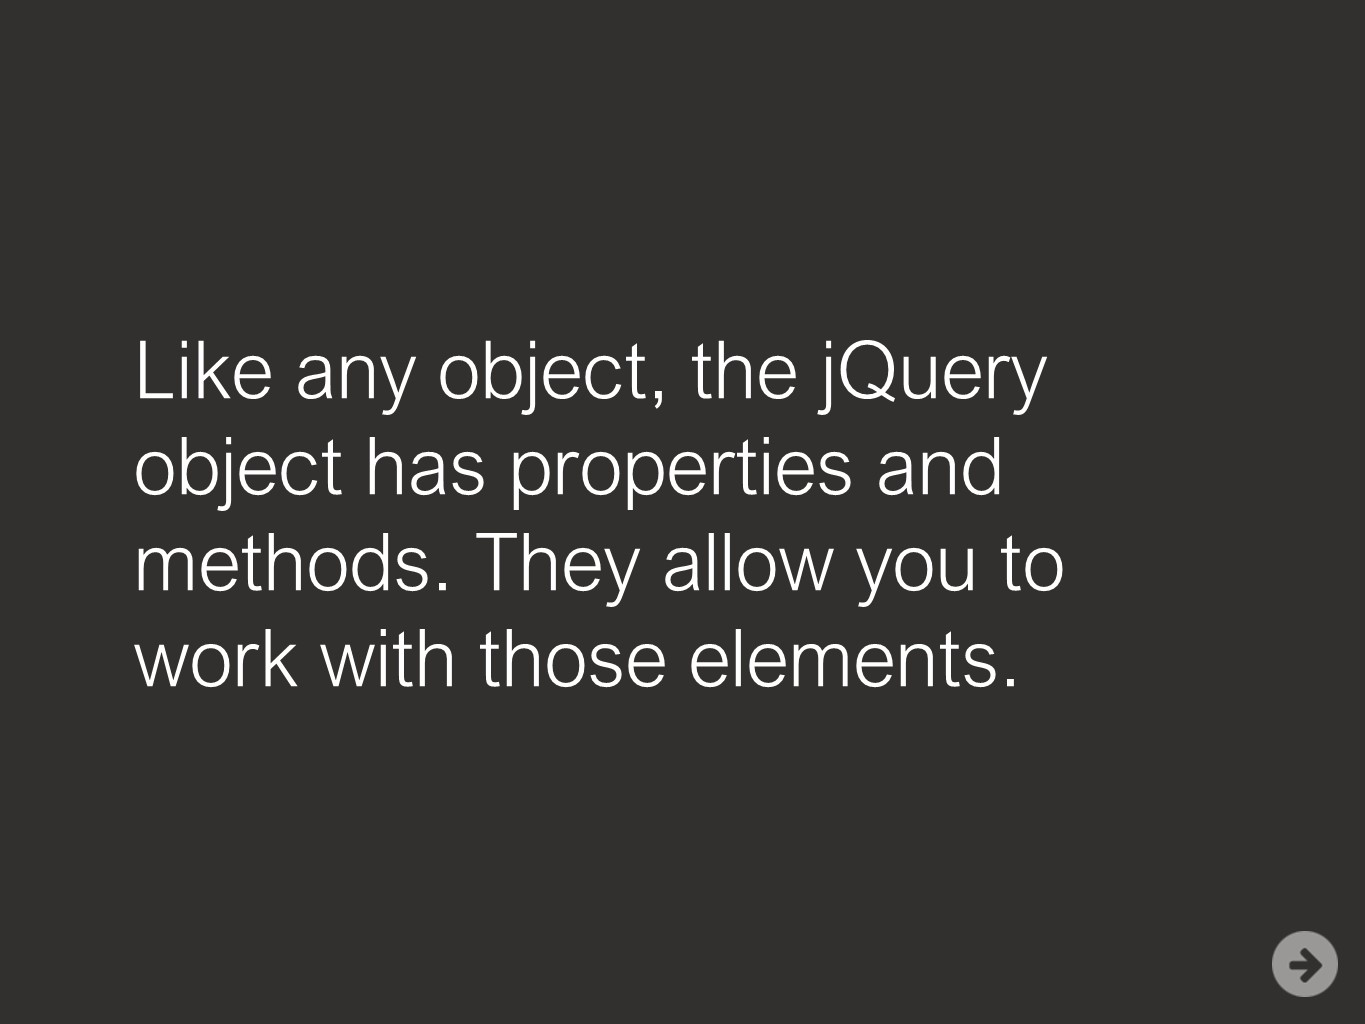 Like any object, the jQuery
object has properties and
methods. They allow you to
work with those elements.